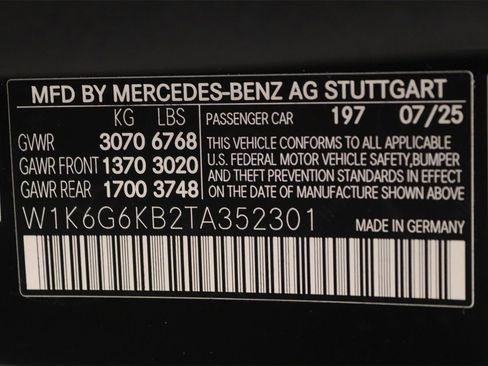 MFD BY MERCEDES-BENZ AG STUTTGART
KG LBS PASSENGER CAR 197 07/25
GVWR 3070 6768
GAWR FRONT 1370 3020
GAWR REAR 1700 3748
THIS VEHICLE CONFORMS TO ALL APPLICABLE
U.S. FEDERAL MOTOR VEHICLE SAFETY,BUMPER
AND THEFT PREVENTION STANDARDS IN EFFECT
ON THE DATE OF MANUFACTURE SHOWN ABOVE
W1K6G6KB2TA352301 MADE IN GERMANY